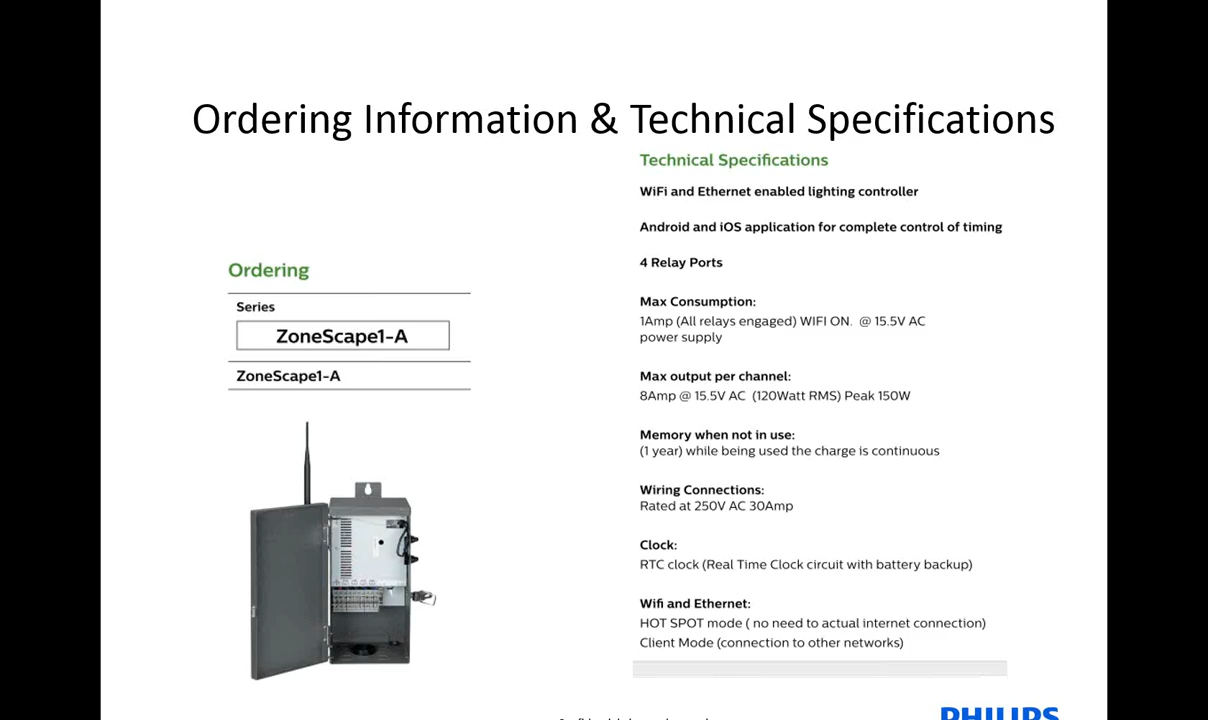 Ordering Information & Technical Specifications
Ordering
Series
ZoneScape1-A
ZoneScape1-A
Technical Specifications
WiFi and Ethernet enabled lighting controller
Android and iOS application for complete control of timing
4 Relay Ports
Max Consumption:
1Amp (All relays engaged) WIFI ON. @ 15.5V AC
power supply
Max output per channel:
8Amp @ 15.5V AC (120Watt RMS) Peak 150W
Memory when not in use:
(1 year) while being used the charge is continuous
Wiring Connections:
Rated at 250V AC 30Amp
Clock:
RTC clock (Real Time Clock circuit with battery backup)
Wifi and Ethernet:
HOT SPOT mode ( no need to actual internet connection)
Client Mode (connection to other networks)
PHILIPS